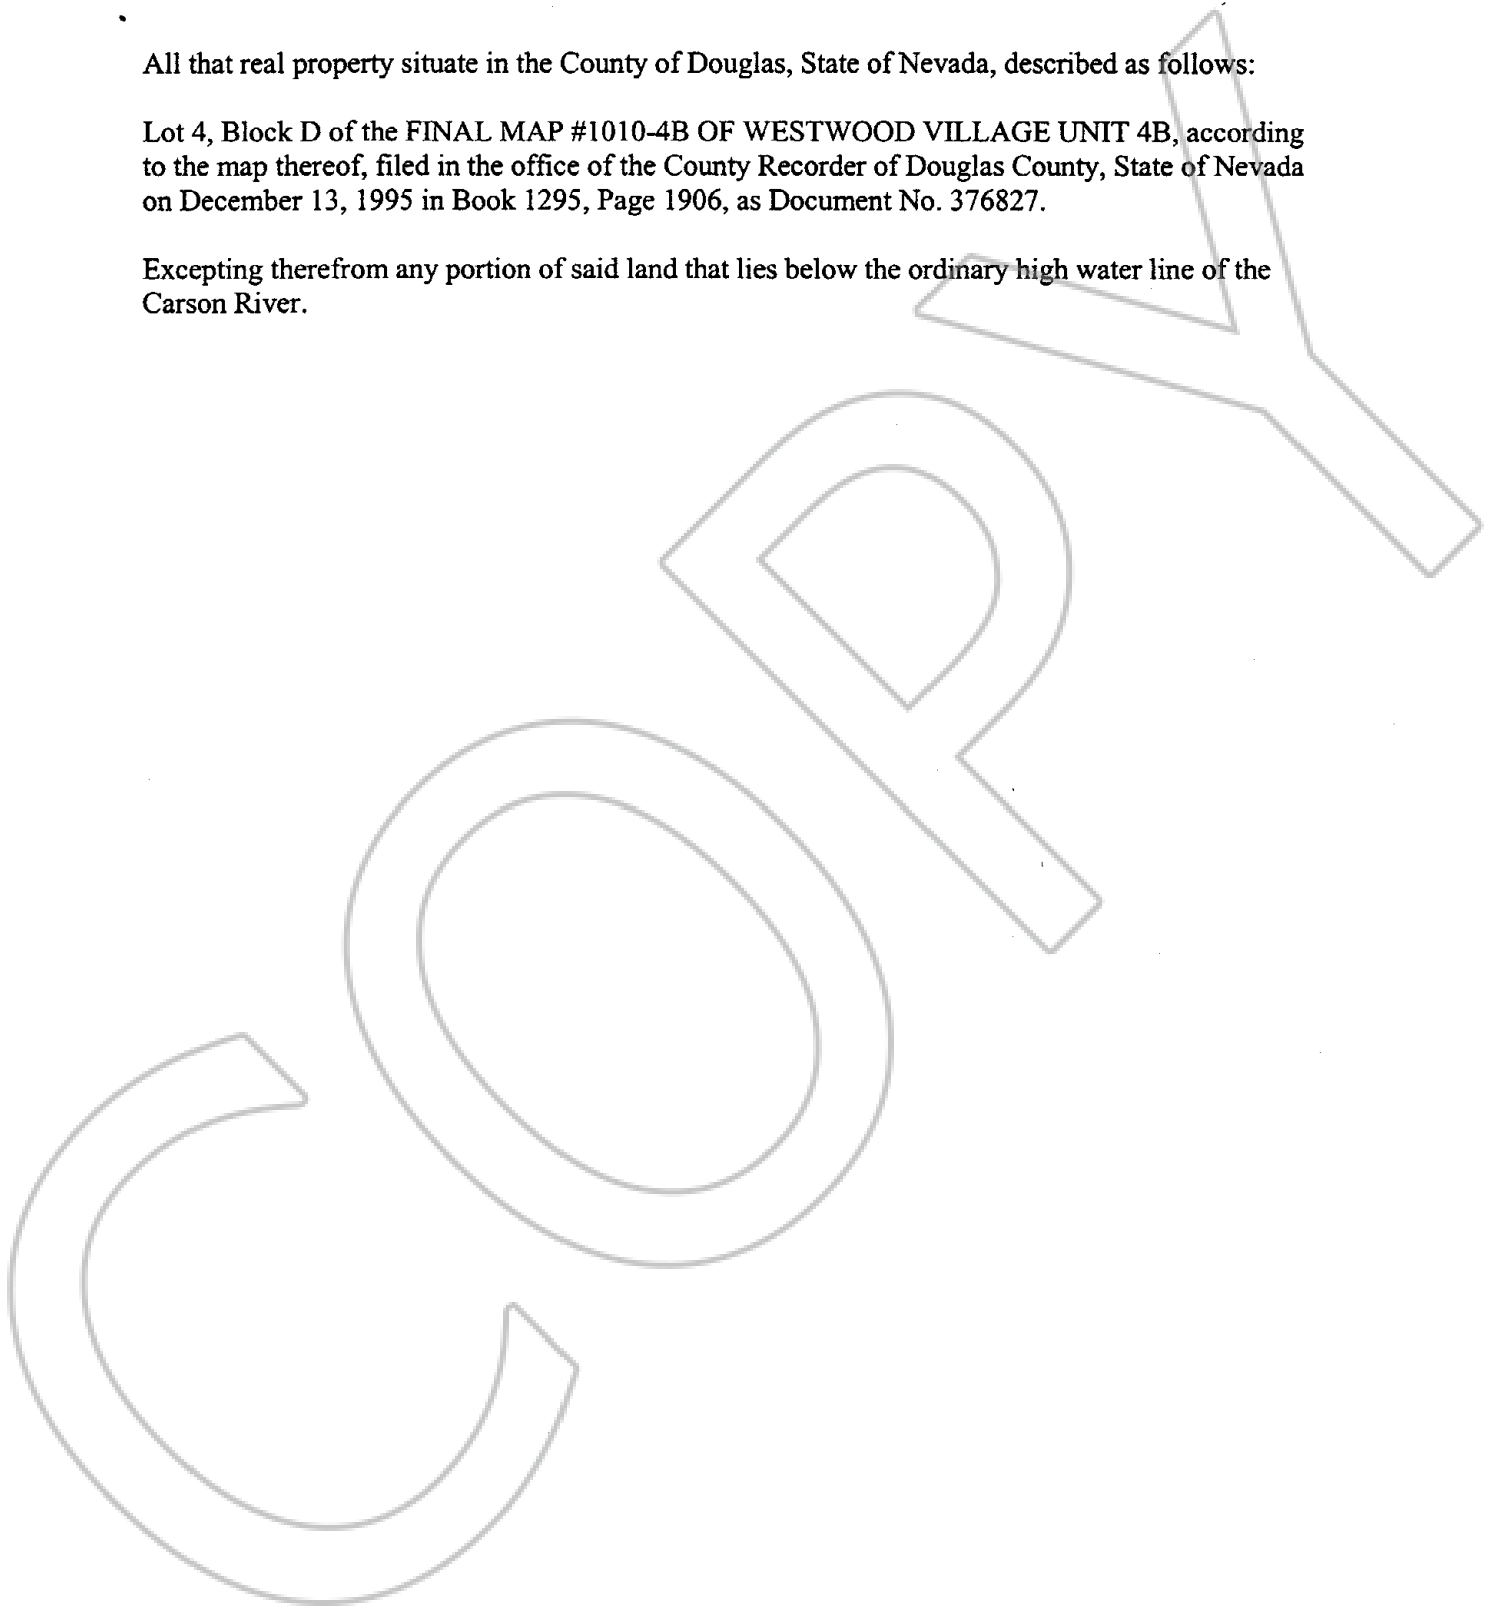 All that real property situate in the County of Douglas, State of Nevada, described as follows:
Lot 4, Block D of the FINAL MAP #1010-4B OF WESTWOOD VILLAGE UNIT 4B, according
to the map thereof, filed in the office of the County Recorder of Douglas County, State of Nevada
on December 13, 1995 in Book 1295, Page 1906, as Document No. 376827.
Excepting therefrom any portion of said land that lies below the ordinary high water line of the
Carson River.
COPY